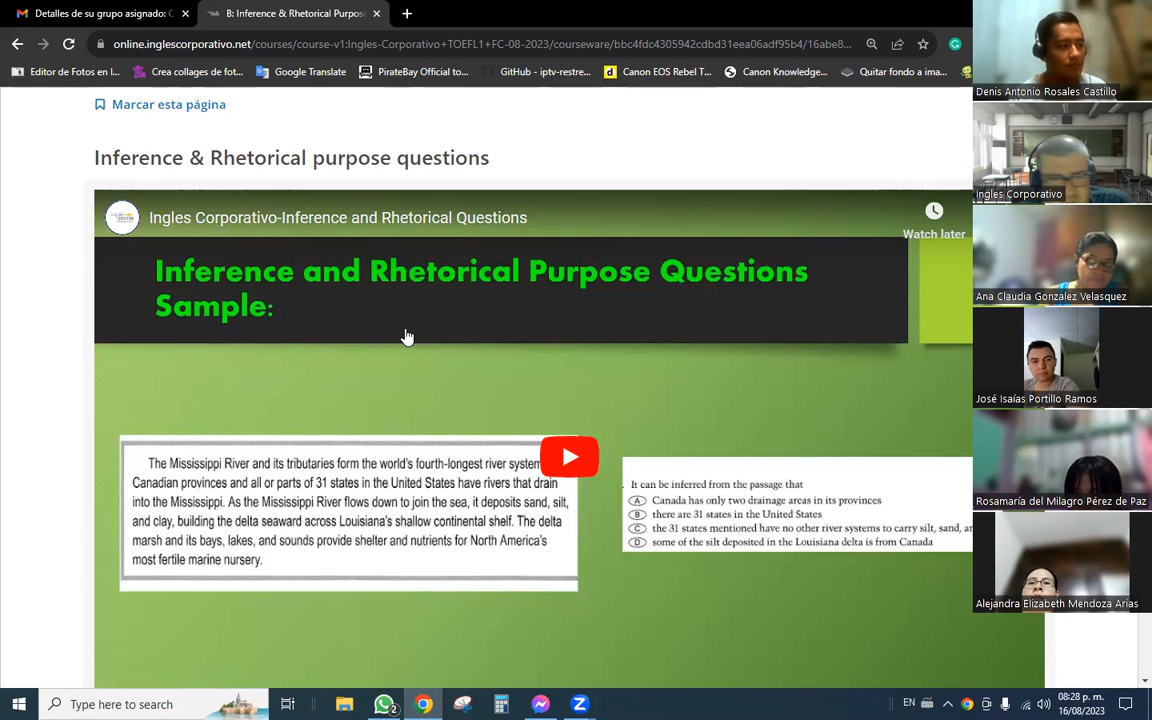 Detalles de su grupo asignado: C
B: Inference & Rhetorical Purpos
online.inglescorporativo.net/courses/course-v1:Ingles-Corporativo+TOEFL1+FC-08-2023/courseware/bbc4fdc4305942cdbd31eea06adf95b4/16abe8...
Editor de Fotos en l...
Crea collages de fot...
Google Translate
PirateBay Official to...
GitHub - iptv-restre...
Canon EOS Rebel T...
Canon Knowledge...
Quitar fondo a ima...
Marcar esta página
Inference & Rhetorical purpose questions
Ingles Corporativo-Inference and Rhetorical Questions
Watch later
Inference and Rhetorical Purpose Questions
Sample:
The Mississippi River and its tributaries form the world's fourth-longest river system
Canadian provinces and all or parts of 31 states in the United States have rivers that drain
into the Mississippi. As the Mississippi River flows down to join the sea, it deposits sand, silt,
and clay, building the delta seaward across Louisiana's shallow continental shelf. The delta
marsh and its bays, lakes, and sounds provide shelter and nutrients for North America's
most fertile marine nursery.
It can be inferred from the passage that
A Canada has only two drainage areas in its provinces
B there are 31 states in the United States
C the 31 states mentioned have no other river systems to carry silt, sand, a
D some of the silt deposited in the Louisiana delta is from Canada
Denis Antonio Rosales Castillo
Ingles Corporativo
Ana Claudia Gonzalez Velasquez
José Isaías Portillo Ramos
Rosamaría del Milagro Pérez de Paz
Alejandra Elizabeth Mendoza Arias
Type here to search
2
EN
08:28 p. m.
16/08/2023